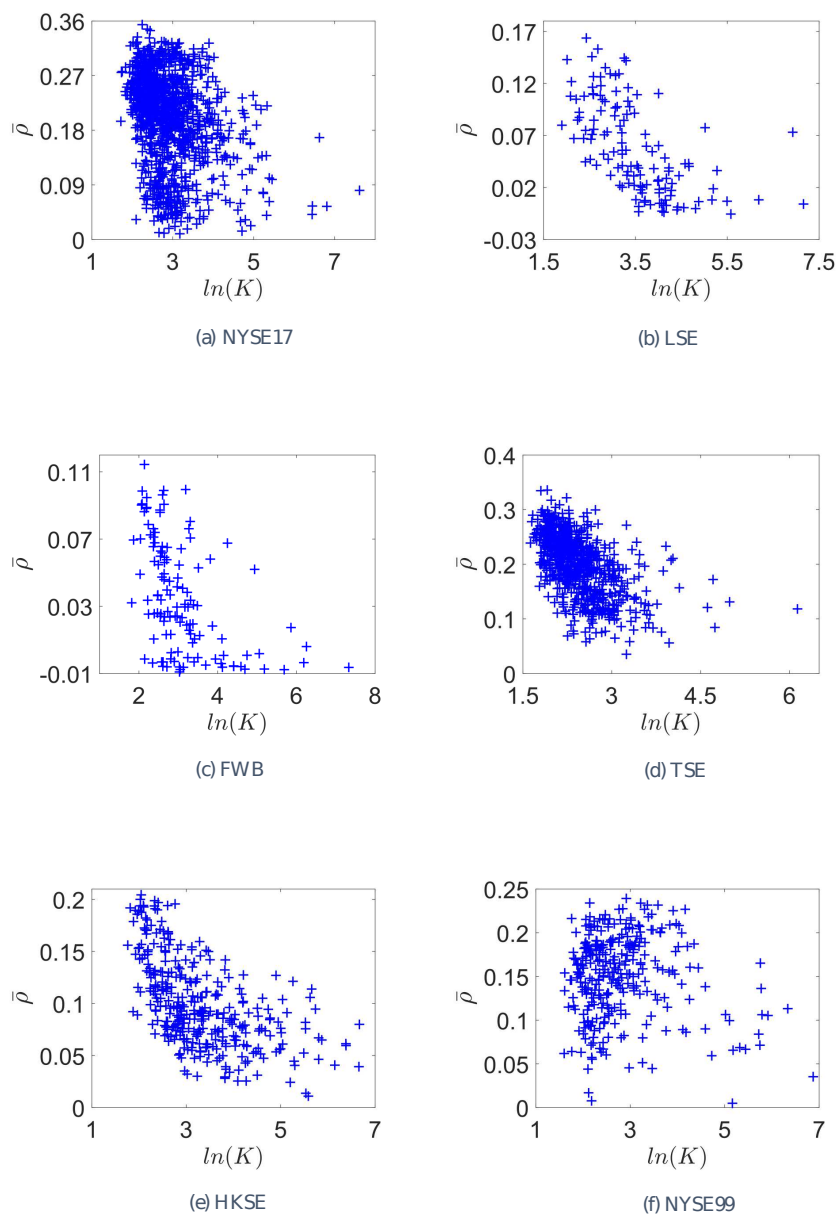 0.36
0.27
0.18
0.09
0
ρ̄
1 3 5 7
ln(K)
(a) NYSE17
0.17
0.12
0.07
0.02
-0.03
ρ̄
1.5 3.5 5.5 7.5
ln(K)
(b) LSE
0.11
0.07
0.03
-0.01
ρ̄
2 4 6 8
ln(K)
(c) FWB
0.4
0.3
0.2
0.1
0
ρ̄
1.5 3 4.5 6
ln(K)
(d) TSE
0.2
0.15
0.1
0.05
0
ρ̄
1 3 5 7
ln(K)
(e) HKSE
0.25
0.2
0.15
0.1
0.05
0
ρ̄
1 3 5 7
ln(K)
(f) NYSE99